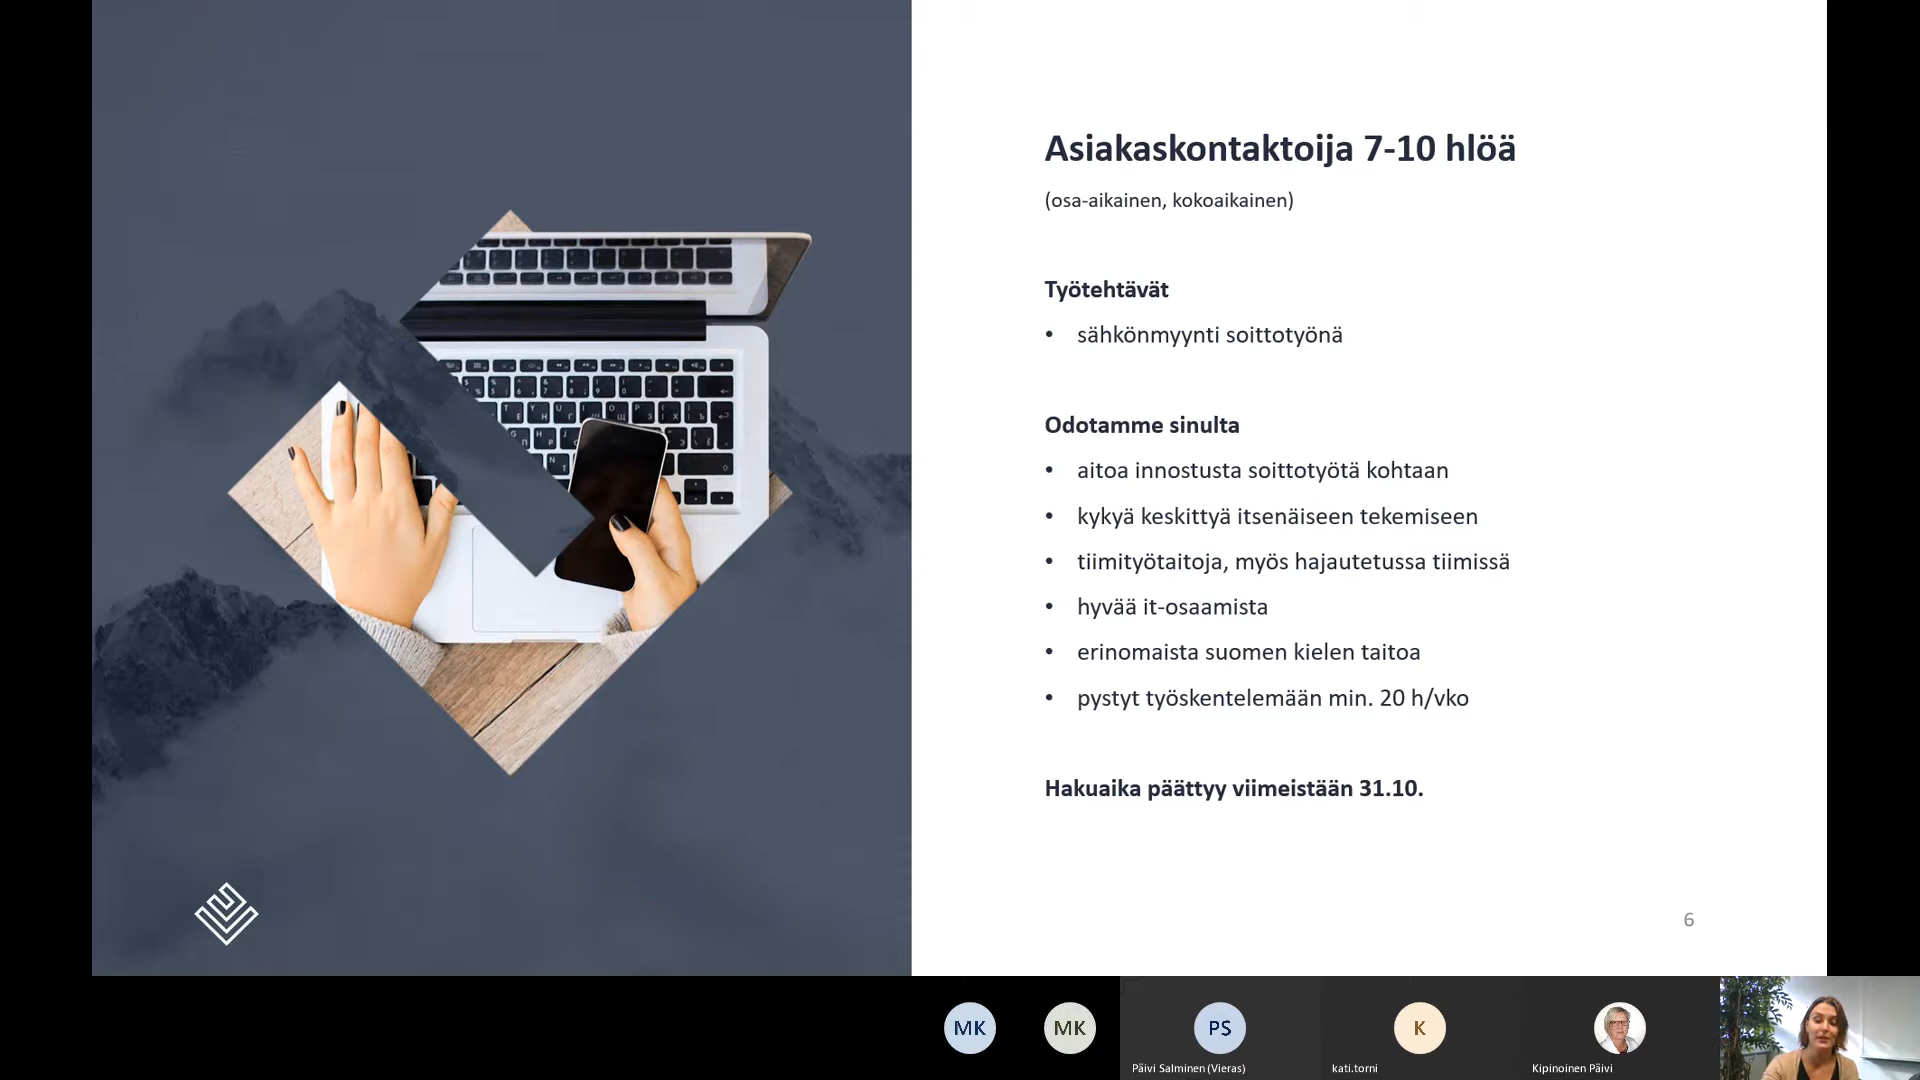 Asiakaskontaktoija 7-10 hlöä
(osa-aikainen, kokoaikainen)
Työtehtävät
• sähkönmyynti soittotyönä
Odotamme sinulta
• aitoa innostusta soittotyötä kohtaan
• kykyä keskittyä itsenäiseen tekemiseen
• tiimityötaitoja, myös hajautetussa tiimissä
• hyvää it-osaamista
• erinomaista suomen kielen taitoa
• pystyt työskentelemään min. 20 h/vko
Hakuaika päättyy viimeistään 31.10.
6
MK
MK
PS
K
Päivi Salminen (Vieras)
kati.torni
Kipinoinen Päivi